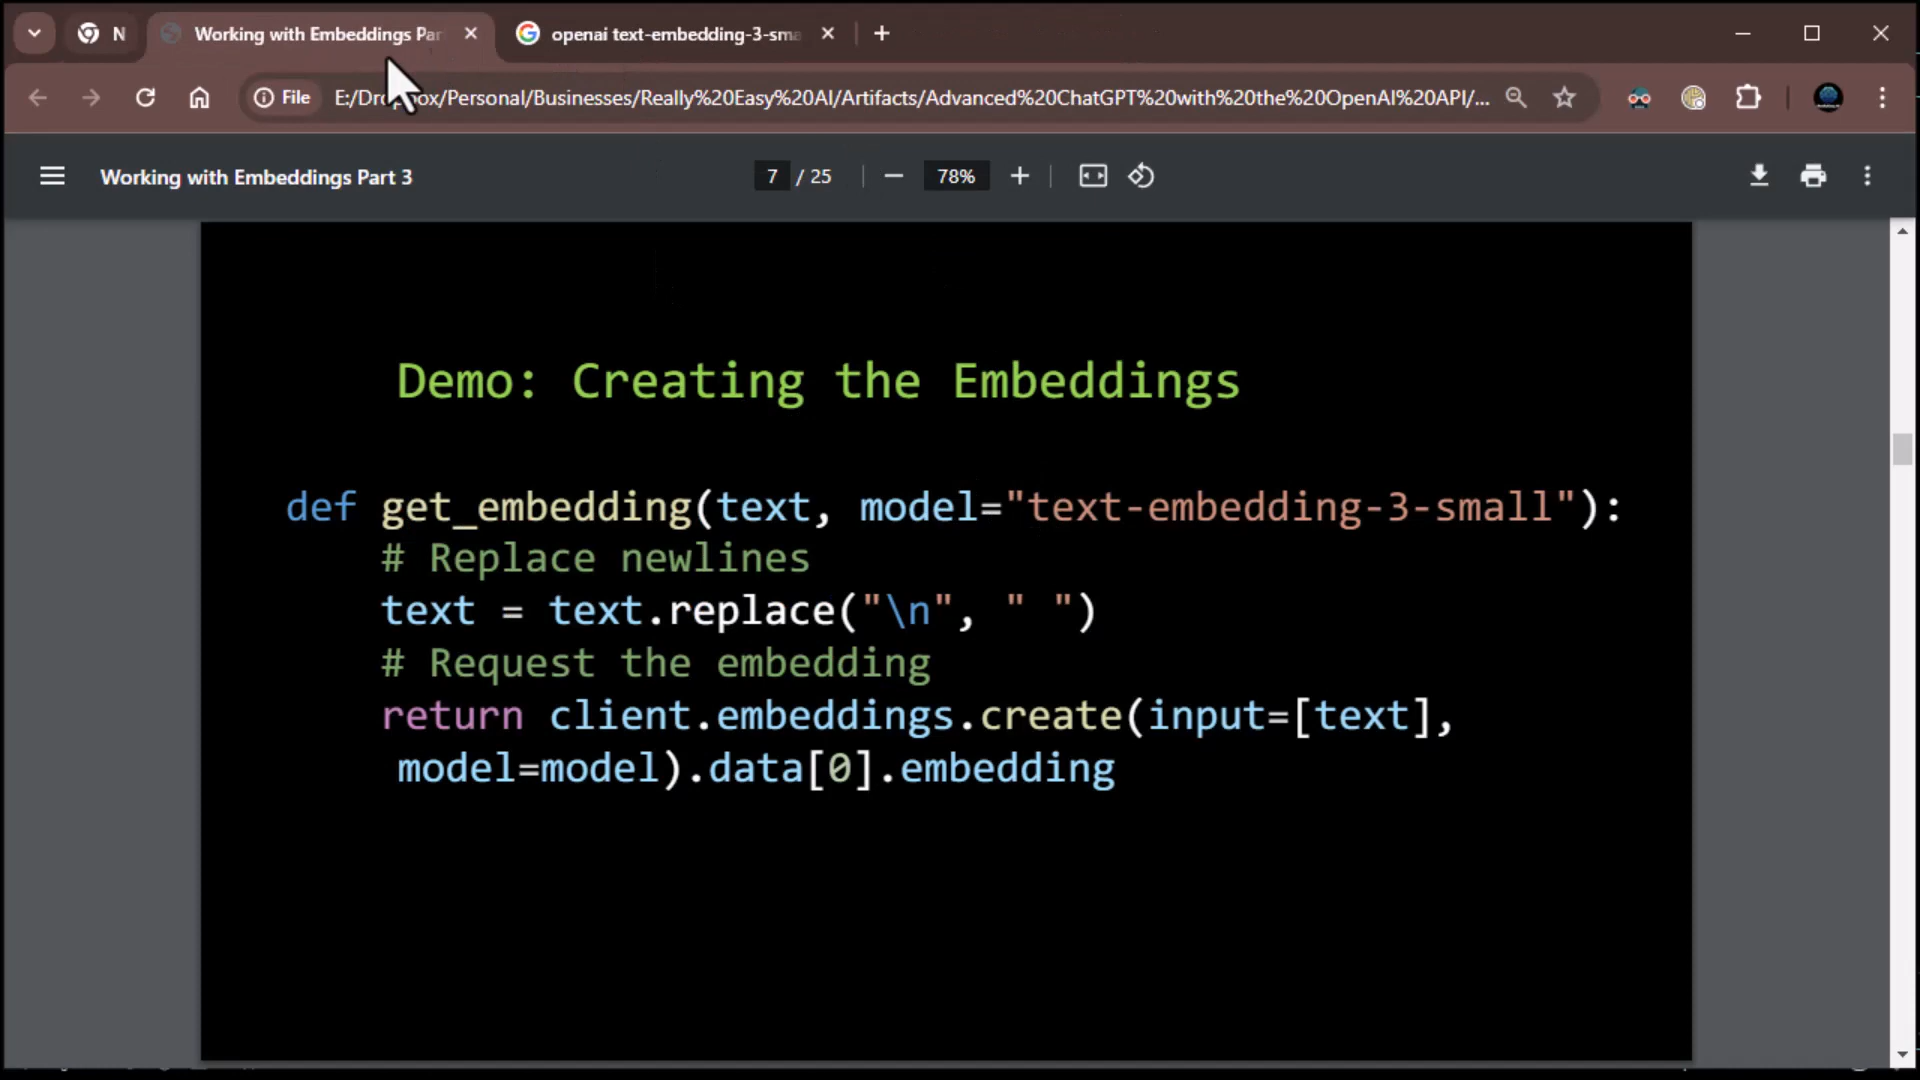 N
Working with Embeddings Par
openai text-embedding-3-sma
File
E:/Dropbox/Personal/Businesses/Really%20Easy%20AI/Artifacts/Advanced%20ChatGPT%20with%20the%20OpenAI%20API/...
Working with Embeddings Part 3
7 / 25
78%
Demo: Creating the Embeddings
def get_embedding(text, model="text-embedding-3-small"):
# Replace newlines
text = text.replace("\n", " ")
# Request the embedding
return client.embeddings.create(input=[text],
model=model).data[0].embedding